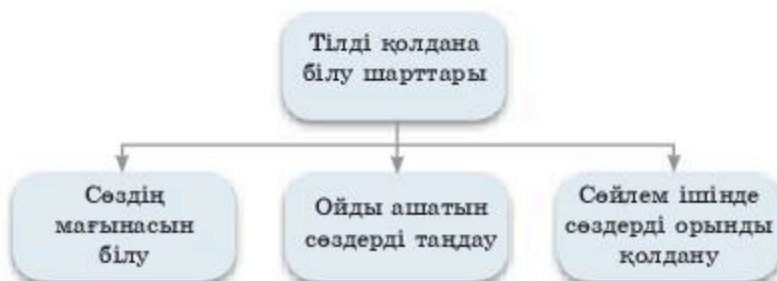 Тілді қолдана
білу шарттары
Сөздің
мағынасын
білу
Ойды ашатын
сөздерді таңдау
Сөйлем ішінде
сөздерді орынды
қолдану